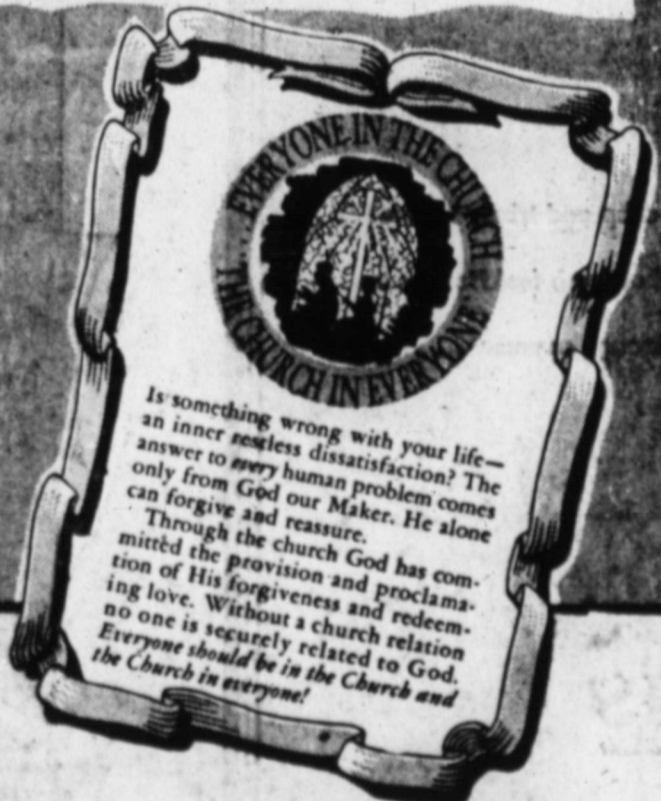 ...EVERYONE IN THE CHURCH
THE CHURCH IN EVERYONE
Is something wrong with your life—
an inner restless dissatisfaction? The
answer to every human problem comes
only from God our Maker. He alone
can forgive and reassure.
Through the church God has com-
mitted the provision and proclama-
tion of His forgiveness and redeem-
ing love. Without a church relation
no one is securely related to God.
Everyone should be in the Church and
the Church in everyone!